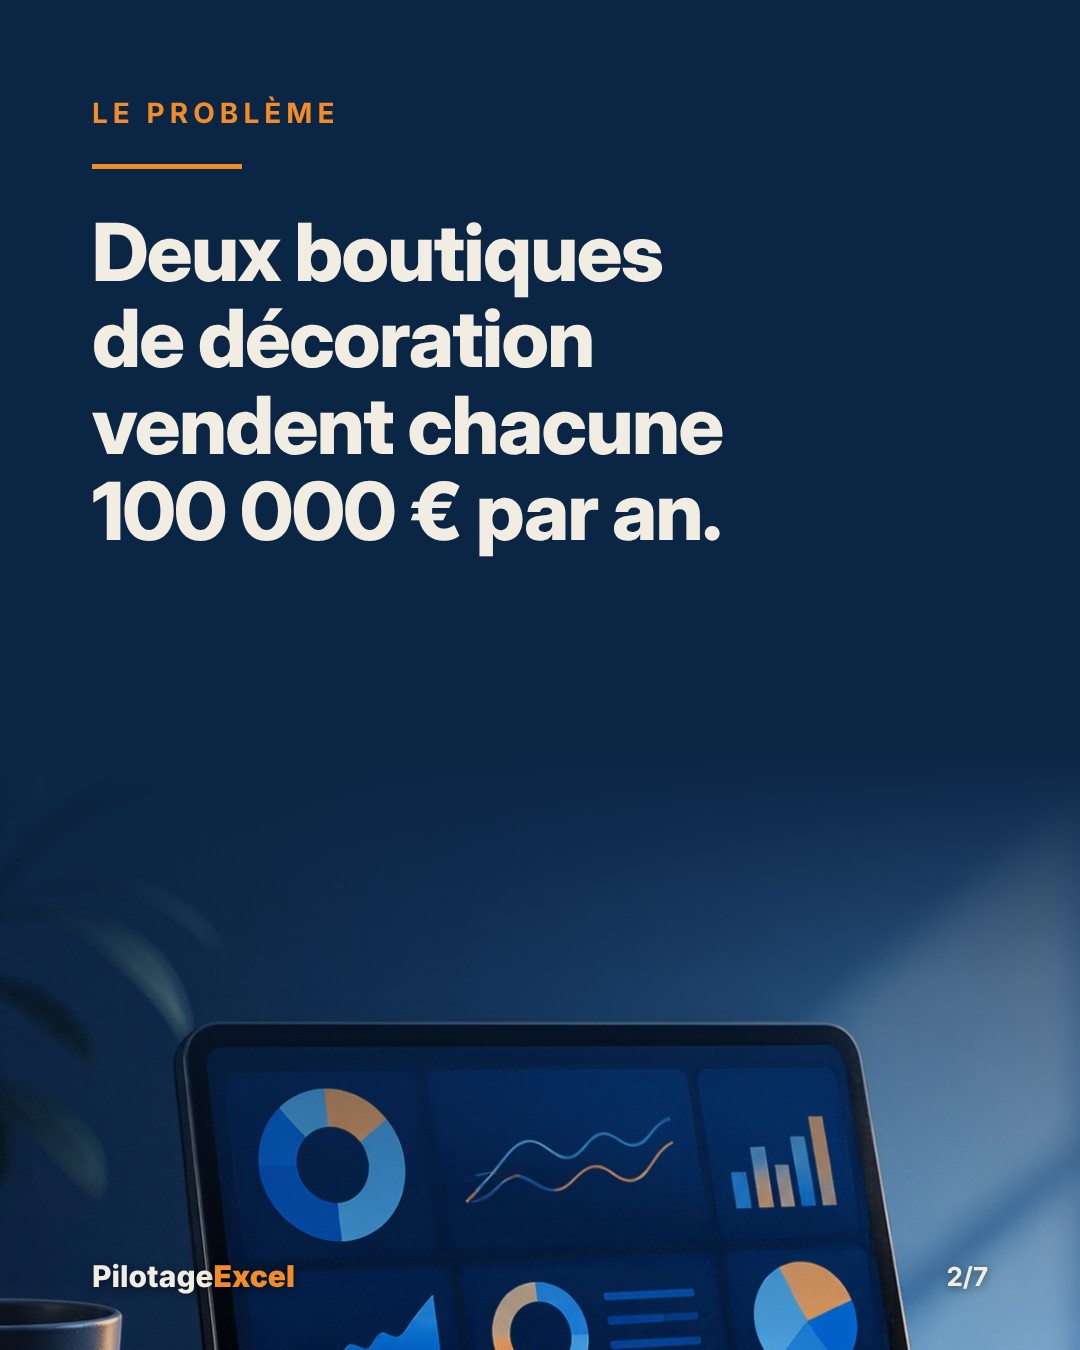 LE PROBLÈME
Deux boutiques
de décoration
vendent chacune
100 000 € par an.
PilotageExcel
2/7